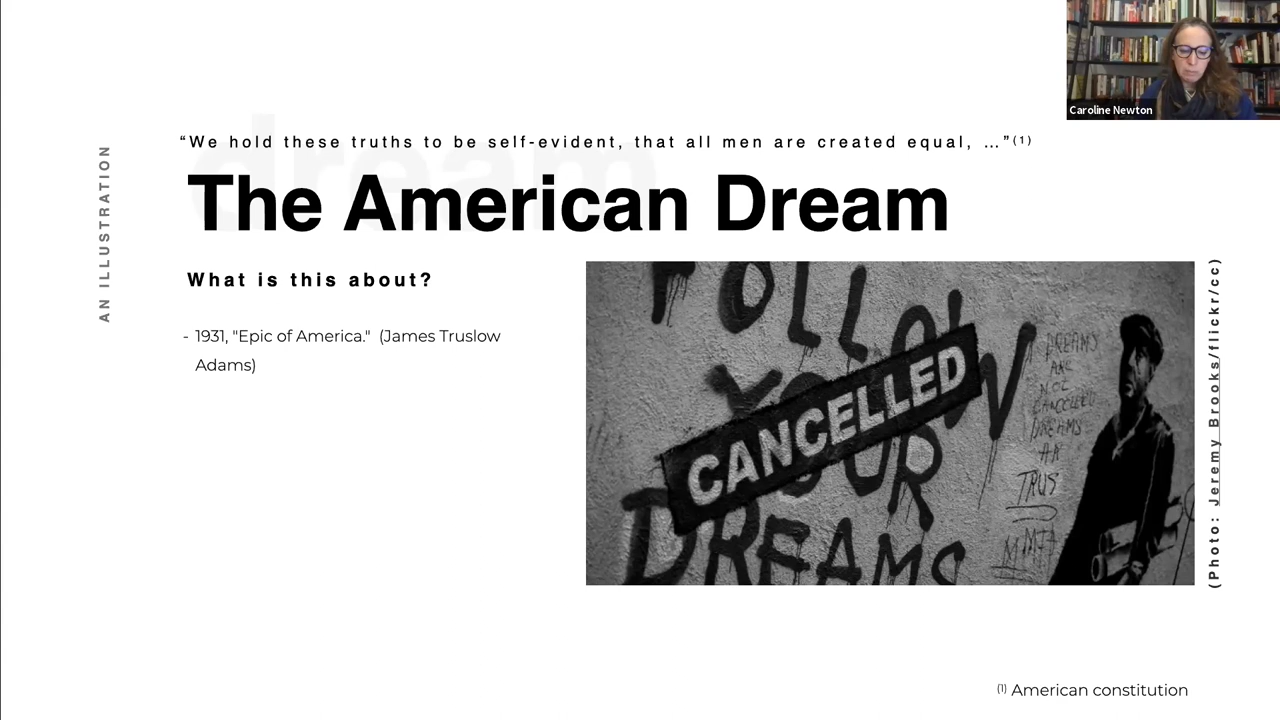 Caroline Newton
AN ILLUSTRATION
“We hold these truths to be self-evident, that all men are created equal, …”(1)
dream
The American Dream
What is this about?
- 1931, "Epic of America." (James Truslow
Adams)
FOLLOW
YOUR
DREAMS
CANCELLED
DREAMS
ARE
NOT
CANCELLED
DREAMS
TRUS
(Photo: Jeremy Brooks/flickr/cc)
(1) American constitution